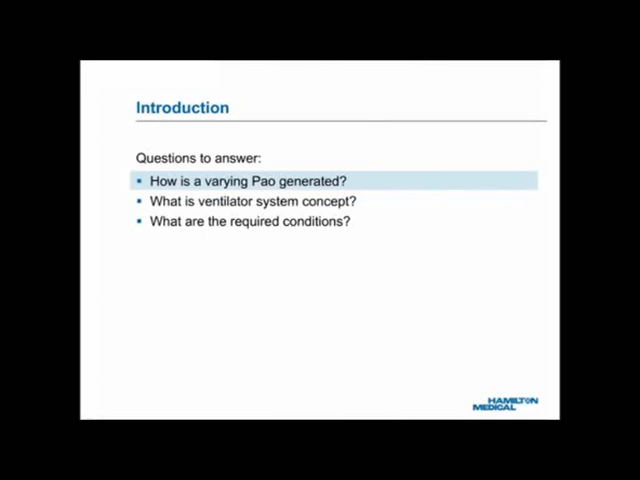 Introduction
Questions to answer:
▪ How is a varying Pao generated?
▪ What is ventilator system concept?
▪ What are the required conditions?
HAMILTON
MEDICAL